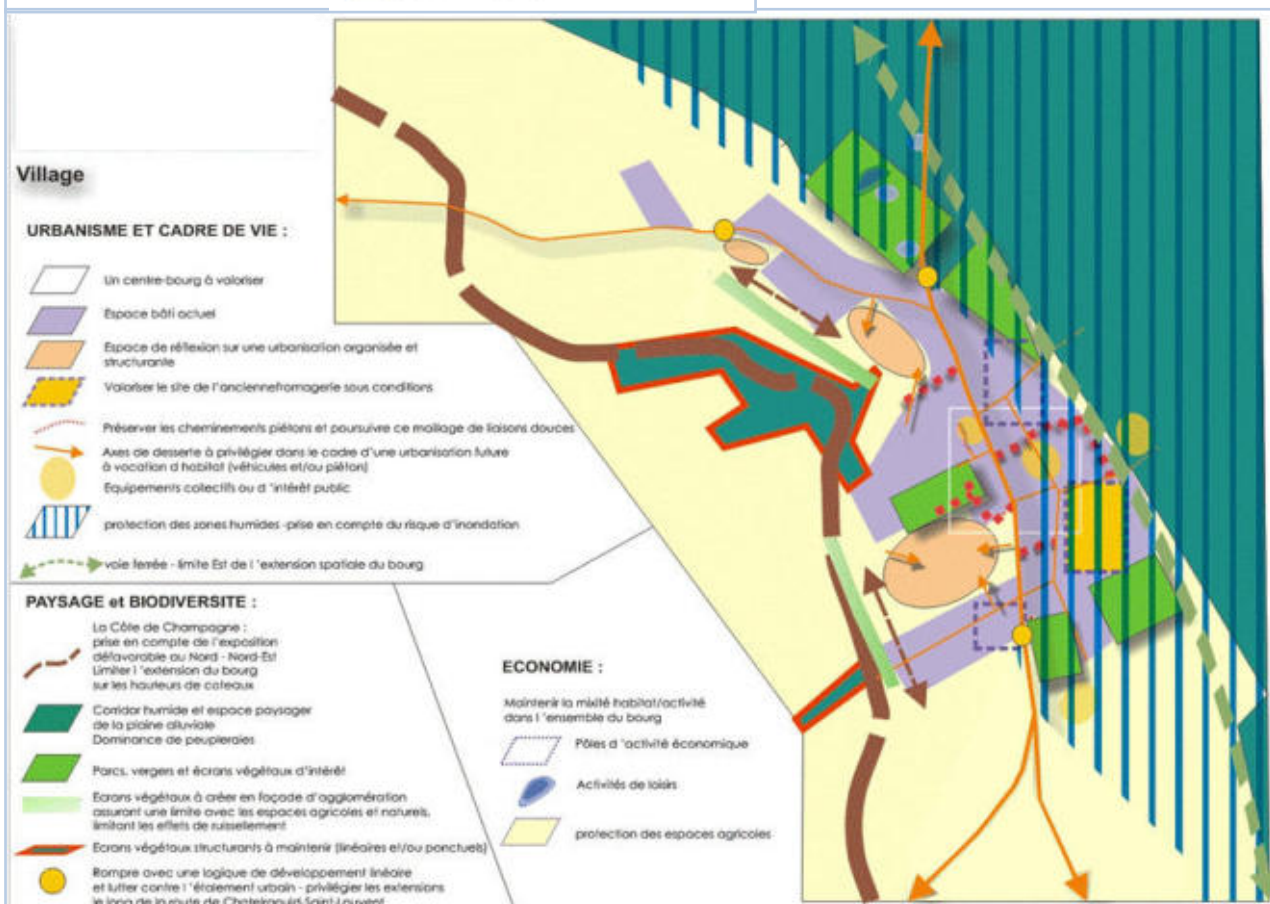 Village
URBANISME ET CADRE DE VIE :
Un centre-bourg à valoriser
Espace bâti actuel
Espace de réflexion sur une urbanisation organisée et
structurante
Valoriser le site de l'anciennefromagerie sous conditions
Préserver les cheminements piétons et poursuivre ce maillage de liaisons douces
Axes de desserte à privilégier dans le cadre d'une urbanisation future
à vocation d'habitat (véhicules et/ou piéton)
Equipements collectifs ou d 'intérêt public
protection des zones humides -prise en compte du risque d'inondation
voie ferrée - limite Est de l 'extension spatiale du bourg
PAYSAGE et BIODIVERSITE :
La Côte de Champagne :
prise en compte de l'exposition
défavorable au Nord - Nord-Est
Limiter l 'extension du bourg
sur les hauteurs de coteaux
Corridor humide et espace paysager
de la plaine alluviale
Dominance de peupleraies
Parcs, vergers et écrans végétaux d'intérêt
Ecrans végétaux à créer en façade d'agglomération
assurant une limite avec les espaces agricoles et naturels,
limitant les effets de ruissellement
Ecrans végétaux structurants à maintenir (linéaires et/ou ponctuels)
Rompre avec une logique de développement linéaire
et lutter contre l 'étalement urbain - privilégier les extensions
le long de la route de
ECONOMIE :
Maintenir la mixité habitat/activité
dans l 'ensemble du bourg
Pôles d 'activité économique
Activités de loisirs
protection des espaces agricoles